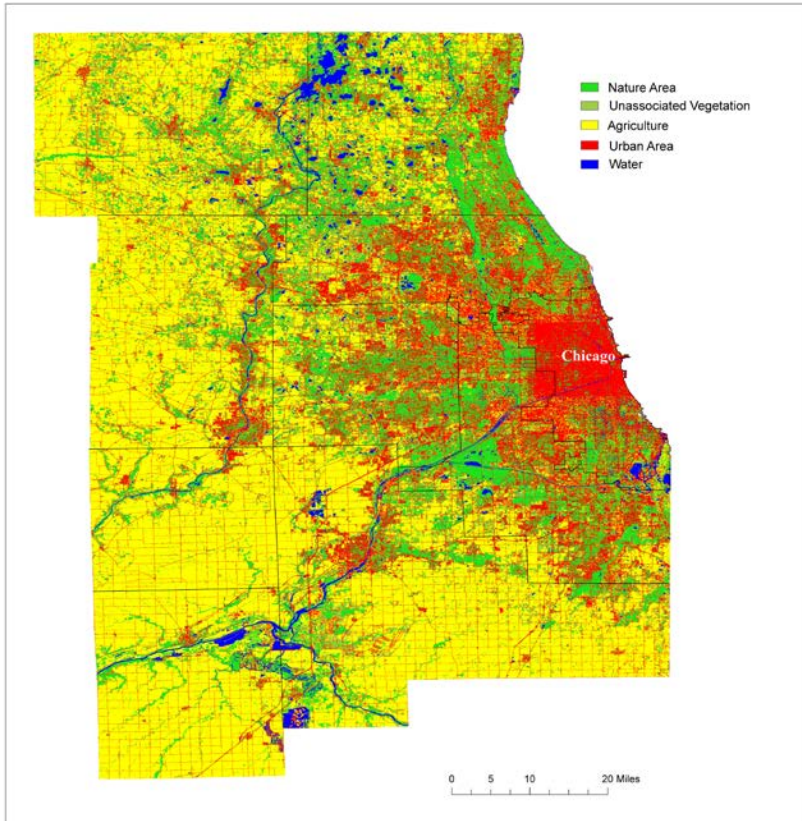 Nature Area
Unassociated Vegetation
Agriculture
Urban Area
Water
Chicago
0 5 10 20 Miles